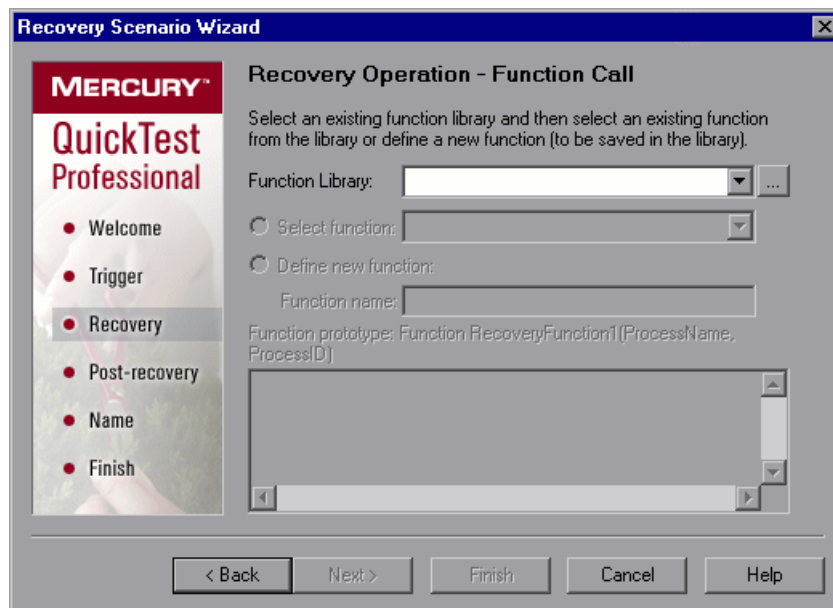 Recovery Scenario Wizard
MERCURY™
QuickTest
Professional
Welcome
Trigger
Recovery
Post-recovery
Name
Finish
Recovery Operation - Function Call
Select an existing function library and then select an existing function
from the library or define a new function (to be saved in the library).
Function Library:
...
Select function:
Define new function:
Function name:
Function prototype: Function RecoveryFunction1(ProcessName,
ProcessID)
< Back
Next >
Finish
Cancel
Help